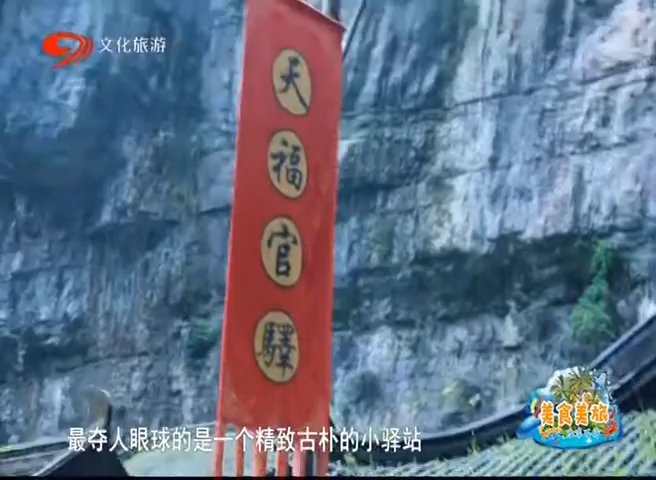 文化旅游
天
福
官
驛
美食美旅
最夺人眼球的是一个精致古朴的小驿站